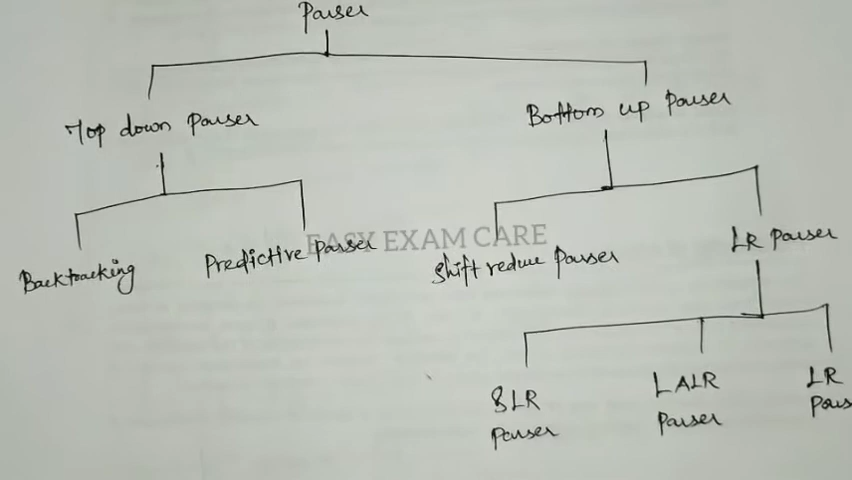 Parser
Top down Parser
Bottom up Parser
Backtracking
Predictive Parser
EASY EXAM CARE
Shift reduce Parser
LR Parser
SLR
Parser
LALR
Parser
LR
Pars